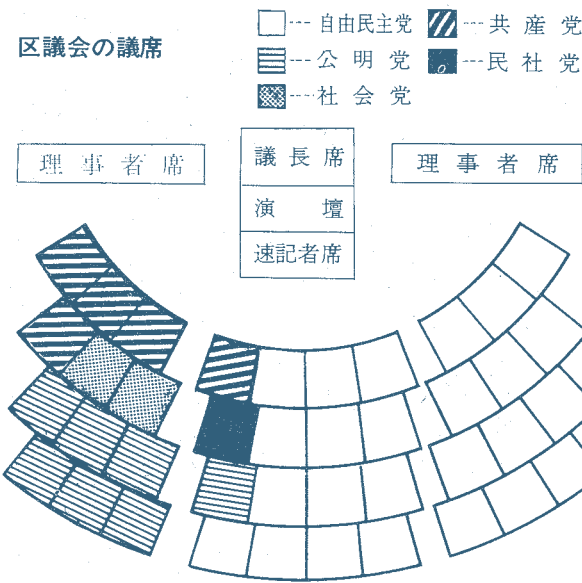 区議会の議席
自由民主党
共産党
公明党
民社党
社会党
理事者席
議長席
理事者席
演壇
速記者席